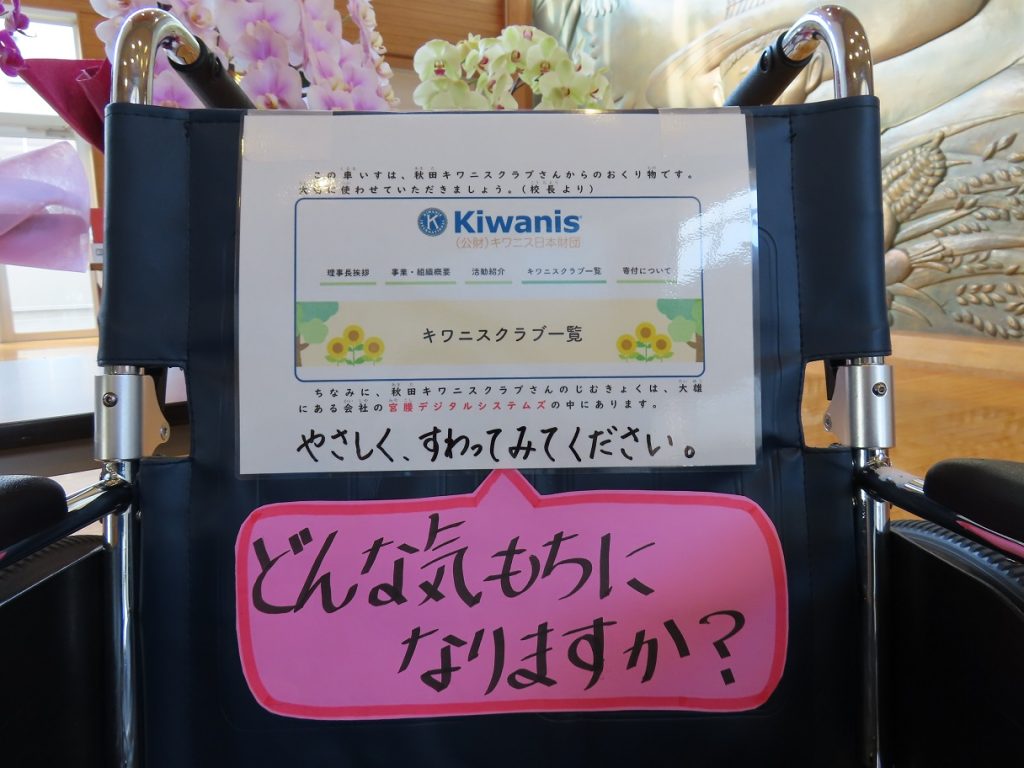 この車いすは、秋田キワニスクラブさんからのおくり物です。
大切に使わせていただきましょう。(校長より)
K
Kiwanis
(公財)キワニス日本財団
理事長挨拶 事業・組織概要 活動紹介 キワニスクラブ一覧 寄付について
キワニスクラブ一覧
ちなみに、秋田キワニスクラブさんのじむきょくは、大雄
にある会社の宮腰デジタルシステムズの中にあります。
やさしく、すわってみてください。
どんな気もちに
なりますか?